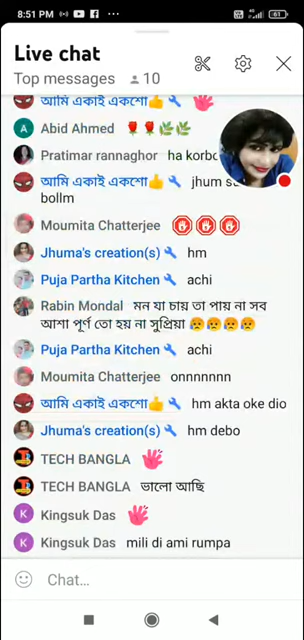 8:51 PM
61
Live chat
Top messages 10
আমি একাই একশো👍
Abid Ahmed 🌹🌹🌿🌿
Pratimar rannaghor ha korbo
আমি একাই একশো👍 jhum
bollm
Moumita Chatterjee
Jhuma's creation(s) hm
Puja Partha Kitchen achi
Rabin Mondal মন যা চায় তা পায় না সব
আশা পূর্ণ তো হয় না সুপ্রিয়া 😥😥😥😥
Puja Partha Kitchen achi
Moumita Chatterjee onnnnnnn
আমি একাই একশো👍 hm akta oke dio
Jhuma's creation(s) hm debo
TECH BANGLA
TECH BANGLA ভালো আছি
K Kingsuk Das
K Kingsuk Das mili di ami rumpa
Chat...